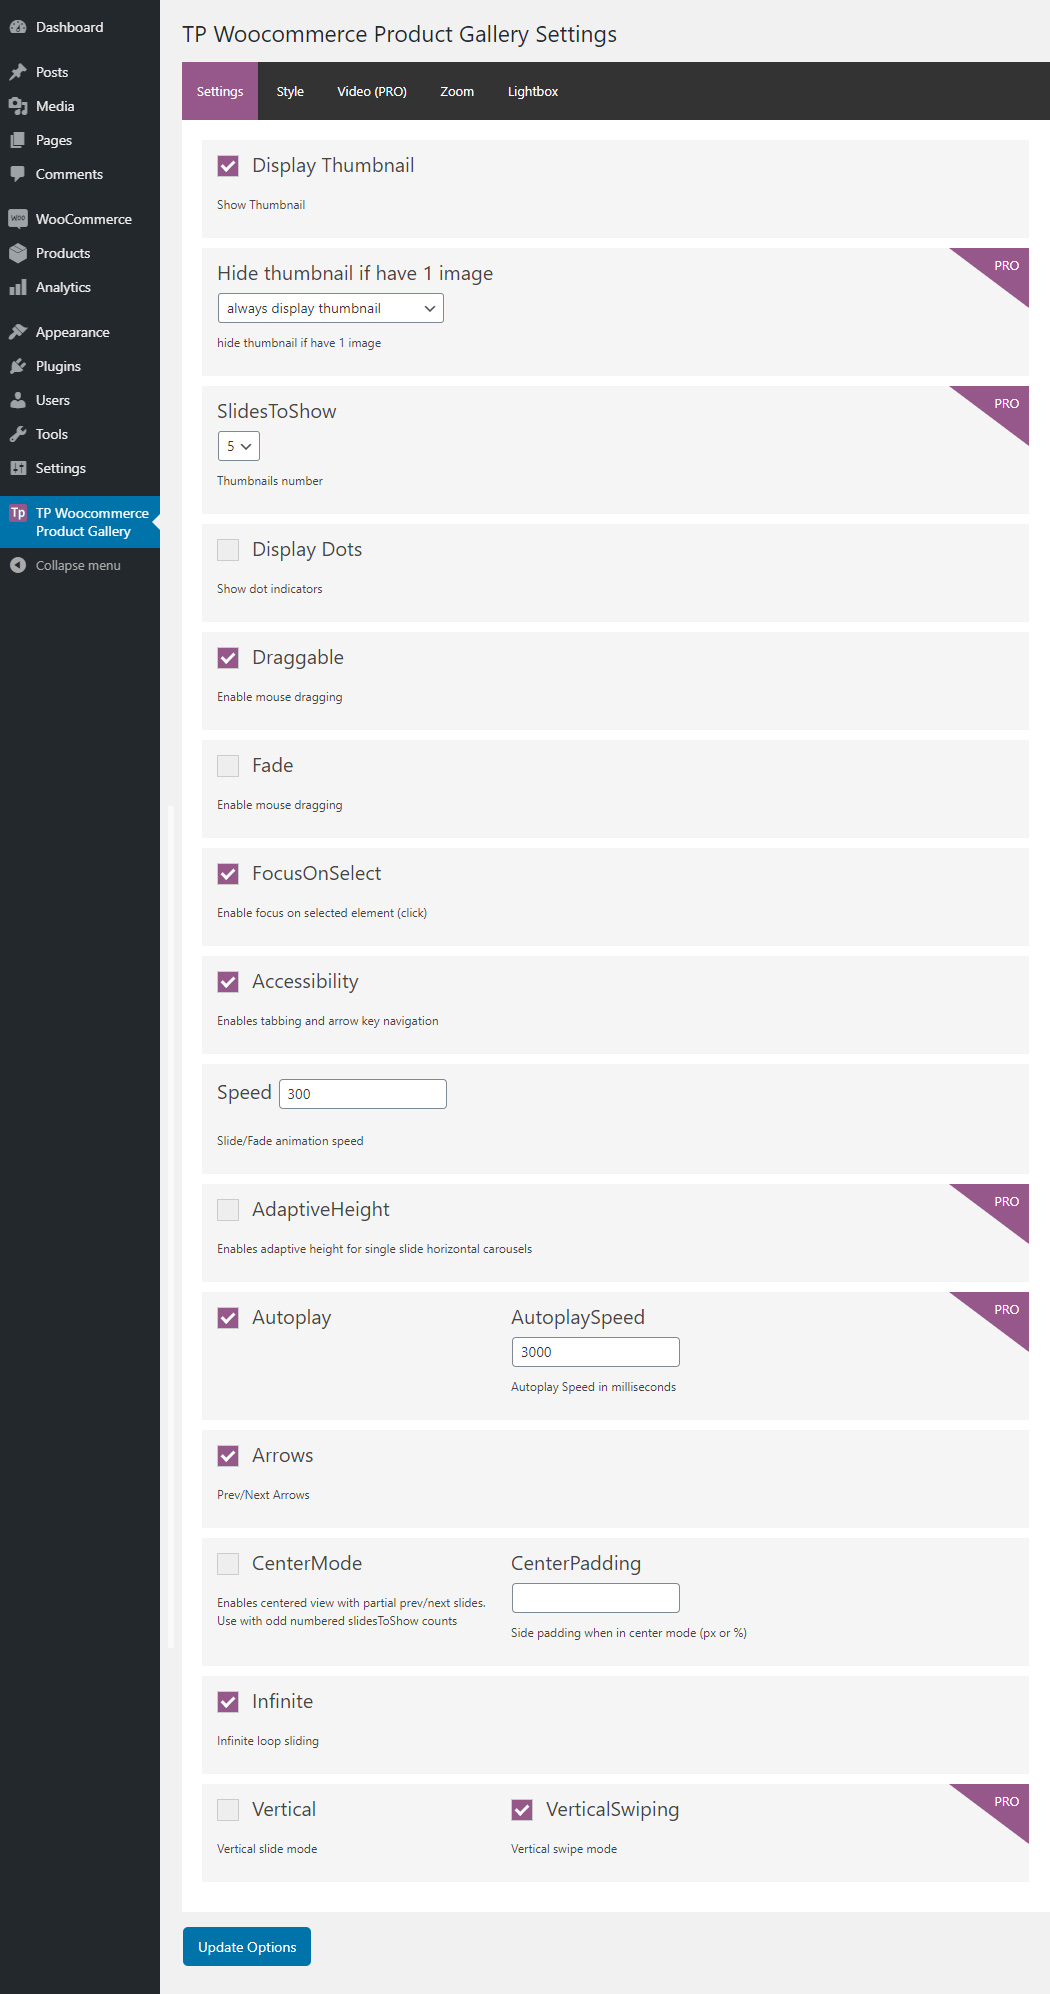 Dashboard
Posts
Media
Pages
Comments
WooCommerce
Products
Analytics
Appearance
Plugins
Users
Tools
Settings
Tp TP Woocommerce
Product Gallery
Collapse menu
TP Woocommerce Product Gallery Settings
Settings Style Video (PRO) Zoom Lightbox
Display Thumbnail
Show Thumbnail
Hide thumbnail if have 1 image
PRO
always display thumbnail
hide thumbnail if have 1 image
SlidesToShow
PRO
5
Thumbnails number
Display Dots
Show dot indicators
Draggable
Enable mouse dragging
Fade
Enable mouse dragging
FocusOnSelect
Enable focus on selected element (click)
Accessibility
Enables tabbing and arrow key navigation
Speed 300
Slide/Fade animation speed
AdaptiveHeight
PRO
Enables adaptive height for single slide horizontal carousels
Autoplay
AutoplaySpeed
PRO
3000
Autoplay Speed in milliseconds
Arrows
Prev/Next Arrows
CenterMode
Enables centered view with partial prev/next slides.
Use with odd numbered slidesToShow counts
CenterPadding
Side padding when in center mode (px or %)
Infinite
Infinite loop sliding
Vertical
Vertical slide mode
VerticalSwiping
Vertical swipe mode
PRO
Update Options